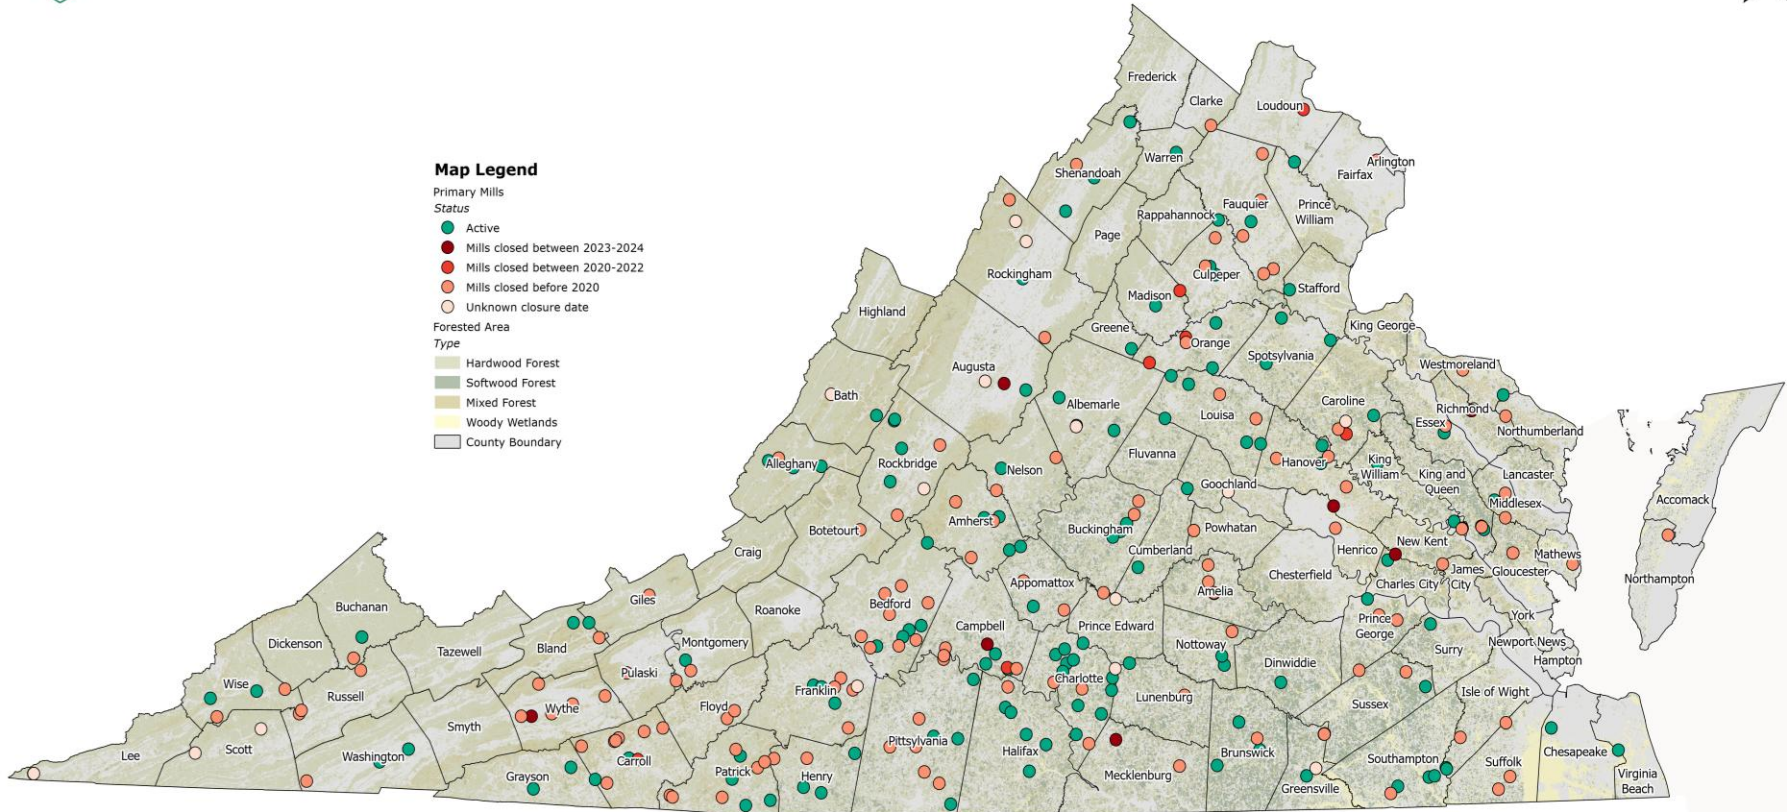 Map Legend
Primary Mills
Status
Active
Mills closed between 2023-2024
Mills closed between 2020-2022
Mills closed before 2020
Unknown closure date
Forested Area
Type
Hardwood Forest
Softwood Forest
Mixed Forest
Woody Wetlands
County Boundary
Frederick
Clarke
Loudoun
Warren
Arlington
Fairfax
Shenandoah
Fauquier
Prince
William
Rappahannock
Page
Rockingham
Culpeper
Stafford
Madison
Highland
Greene
King George
Orange
Spotsylvania
Westmoreland
Augusta
Bath
Albemarle
Caroline
Richmond
Louisa
Essex
Northumberland
Fluvanna
Alleghany
Rockbridge
Nelson
Hanover
King
William
King and
Queen
Lancaster
Goochland
Middlesex
Accomack
Amherst
Buckingham
Powhatan
Botetourt
Craig
Cumberland
Henrico
New Kent
Mathews
James
City
Gloucester
Chesterfield
Charles City
Northampton
Appomattox
Amelia
Giles
Buchanan
Roanoke
Bedford
York
Campbell
Prince Edward
Prince
George
Dickenson
Bland
Montgomery
Nottoway
Surry
Newport News
Tazewell
Dinwiddie
Hampton
Pulaski
Wise
Charlotte
Franklin
Lunenburg
Isle of Wight
Russell
Wythe
Floyd
Sussex
Smyth
Pittsylvania
Halifax
Scott
Lee
Washington
Brunswick
Chesapeake
Southampton
Suffolk
Carroll
Patrick
Henry
Grayson
Mecklenburg
Greensville
Virginia
Beach